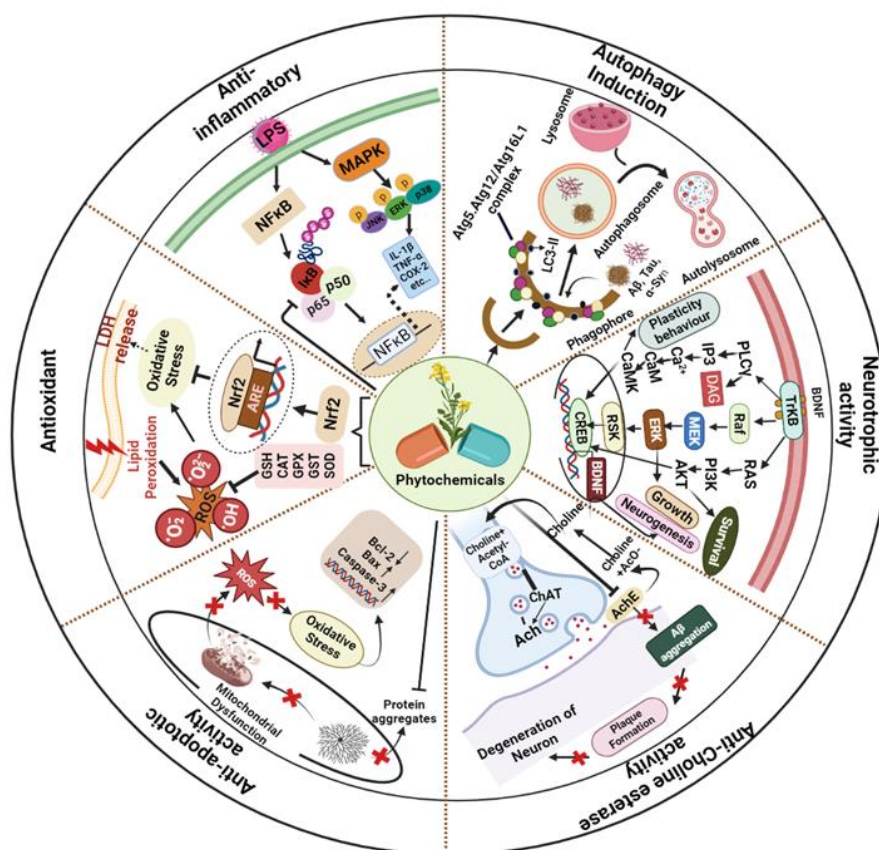 Anti-
inflammatory
LPS
MAPK
NFκB
P
P
P
JNK
ERK
p38
IκB
p50
p65
IL-1β
TNF-α
COX-2
etc..
NFκB
Autophagy
Induction
Lysosome
Atg5.Atg12/Atg16L1
complex
LC3-II
Autophagosome
Aβ, Tau,
α-Syn
Autolysosome
Phagophore
Neurotrophic
activity
BDNF
TrKB
PLCγ
IP3
Ca²⁺
CaM
CaMK
DAG
Plasticity
behaviour
Raf
MEK
ERK
RSK
CREB
BDNF
RAS
PI3K
AKT
Growth
Neurogenesis
Survival
Anti-Choline esterase
activity
Choline
Choline
+AcO-
Choline+
Acetyl-
CoA
ChAT
Ach
AchE
Aβ
aggregation
Plaque
Formation
Degeneration of
Neuron
Anti-apoptotic
activity
Bcl-2
Bax
Caspase-3
ROS
Oxidative
Stress
Mitochondrial
Dysfunction
Protein
aggregates
Antioxidant
LDH
release
Oxidative
Stress
Nrf2
ARE
Nrf2
GSH
CAT
GPX
GST
SOD
Lipid
Peroxidation
•O₂²⁻
ROS
•O₂⁻
•OH
Phytochemicals